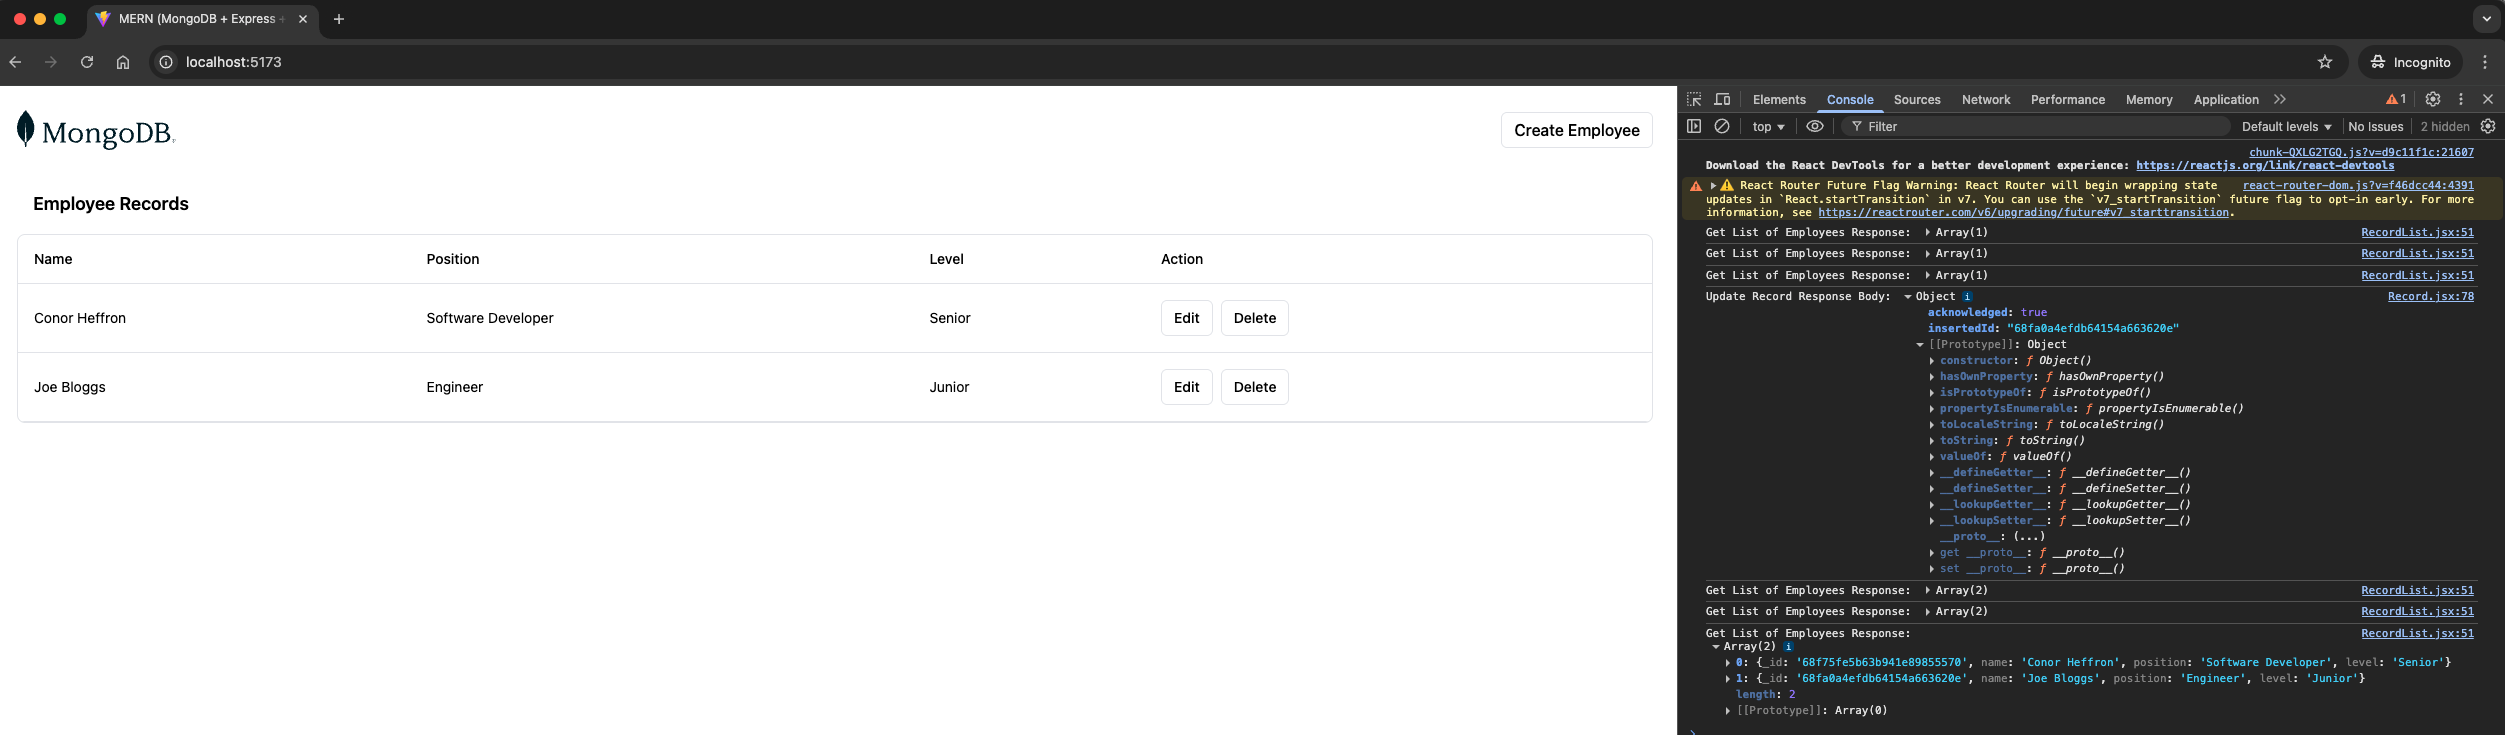 MERN (MongoDB + Express +
localhost:5173
Incognito
MongoDB
Create Employee
Employee Records
Name Position Level Action
Conor Heffron Software Developer Senior Edit Delete
Joe Bloggs Engineer Junior Edit Delete
Elements Console Sources Network Performance Memory Application 1
top Filter Default levels No Issues 2 hidden
chunk-QXLG2TGQ.js?v=d9c11f1c:21607
Download the React DevTools for a better development experience: https://reactjs.org/link/react-devtools
React Router Future Flag Warning: React Router will begin wrapping state react-router-dom.js?v=f46dcc44:4391
updates in `React.startTransition` in v7. You can use the `v7_startTransition` future flag to opt-in early. For more
information, see https://reactrouter.com/v6/upgrading/future#v7_starttransition.
Get List of Employees Response: Array(1) RecordList.jsx:51
Get List of Employees Response: Array(1) RecordList.jsx:51
Get List of Employees Response: Array(1) RecordList.jsx:51
Update Record Response Body: Object i Record.jsx:78
acknowledged: true
insertedId: "68fa0a4efdb64154a663620e"
[[Prototype]]: Object
constructor: ƒ Object()
hasOwnProperty: ƒ hasOwnProperty()
isPrototypeOf: ƒ isPrototypeOf()
propertyIsEnumerable: ƒ propertyIsEnumerable()
toLocaleString: ƒ toLocaleString()
toString: ƒ toString()
valueOf: ƒ valueOf()
__defineGetter__: ƒ __defineGetter__()
__defineSetter__: ƒ __defineSetter__()
__lookupGetter__: ƒ __lookupGetter__()
__lookupSetter__: ƒ __lookupSetter__()
__proto__: (...)
get __proto__: ƒ __proto__()
set __proto__: ƒ __proto__()
Get List of Employees Response: Array(2) RecordList.jsx:51
Get List of Employees Response: Array(2) RecordList.jsx:51
Get List of Employees Response: RecordList.jsx:51
Array(2) i
0: {_id: '68f75fe5b63b941e89855570', name: 'Conor Heffron', position: 'Software Developer', level: 'Senior'}
1: {_id: '68fa0a4efdb64154a663620e', name: 'Joe Bloggs', position: 'Engineer', level: 'Junior'}
length: 2
[[Prototype]]: Array(0)